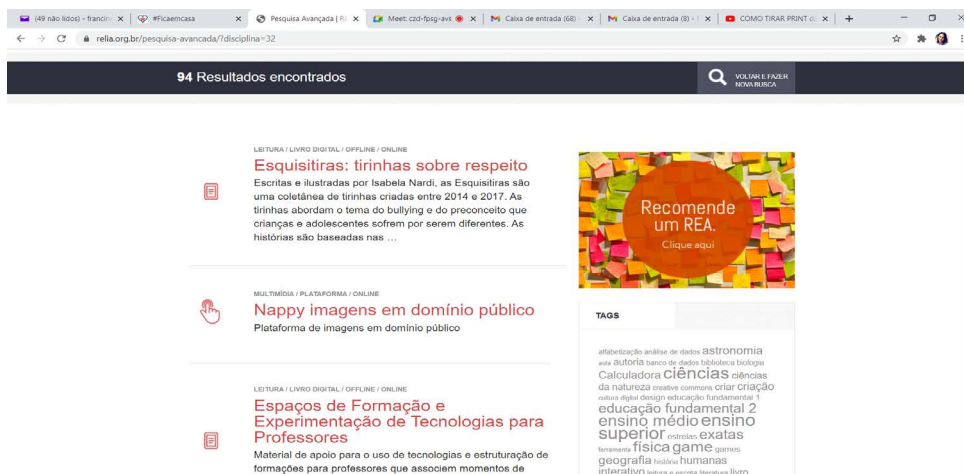 (49 não lidos) - francin
#Ficaemcasa
Pesquisa Avançada | R
Meet: czd-fpsg-avs
Caixa de entrada (68) -
Caixa de entrada (8) -
COMO TIRAR PRINT d
relia.org.br/pesquisa-avancada/?disciplina=32
94 Resultados encontrados
VOLTAR E FAZER
NOVA BUSCA
LEITURA / LIVRO DIGITAL / OFFLINE / ONLINE
Esquisitiras: tirinhas sobre respeito
Escritas e ilustradas por Isabela Nardi, as Esquisitiras são
uma coletânea de tirinhas criadas entre 2014 e 2017. As
tirinhas abordam o tema do bullying e do preconceito que
crianças e adolescentes sofrem por serem diferentes. As
histórias são baseadas nas …
MULTIMÍDIA / PLATAFORMA / ONLINE
Nappy imagens em domínio público
Plataforma de imagens em domínio público
LEITURA / LIVRO DIGITAL / OFFLINE / ONLINE
Espaços de Formação e
Experimentação de Tecnologias para
Professores
Material de apoio para o uso de tecnologias e estruturação de
formações para professores que associem momentos de
Recomende
um REA.
Clique aqui
TAGS
alfabetização análise de dados astronomia
aula autoria banco de dados biblioteca biologia
Calculadora ciências ciências
da natureza creative commons criar criação
cultura digital design educação fundamental 1
educação fundamental 2
ensino médio ensino
superior estrelas exatas
ferramenta física game games
geografia história humanas
interativo leitura e escrita literatura livro